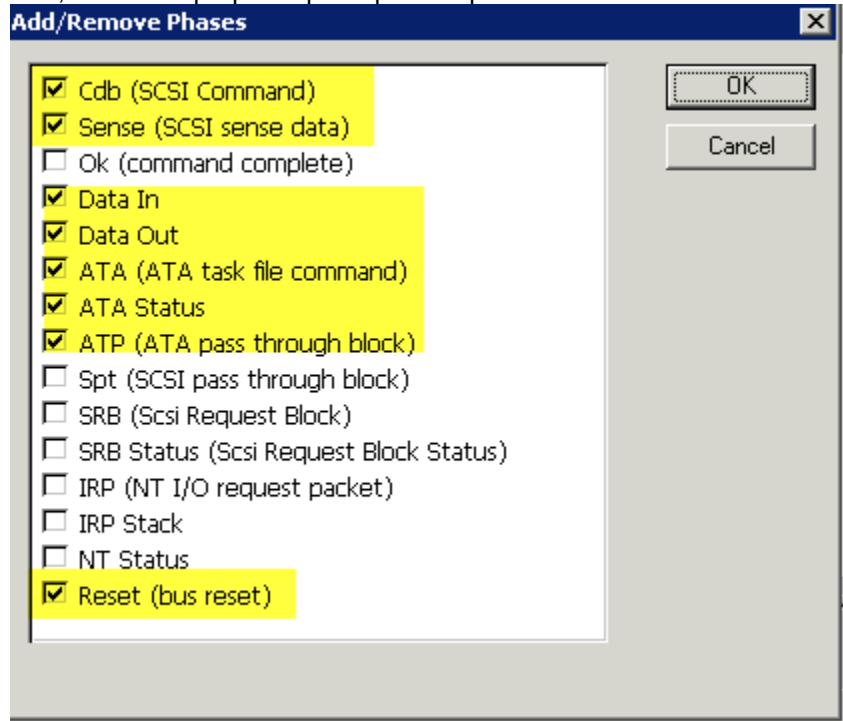 Add/Remove Phases
Cdb (SCSI Command)
OK
Sense (SCSI sense data)
Cancel
Ok (command complete)
Data In
Data Out
ATA (ATA task file command)
ATA Status
ATP (ATA pass through block)
Spt (SCSI pass through block)
SRB (Scsi Request Block)
SRB Status (Scsi Request Block Status)
IRP (NT I/O request packet)
IRP Stack
NT Status
Reset (bus reset)